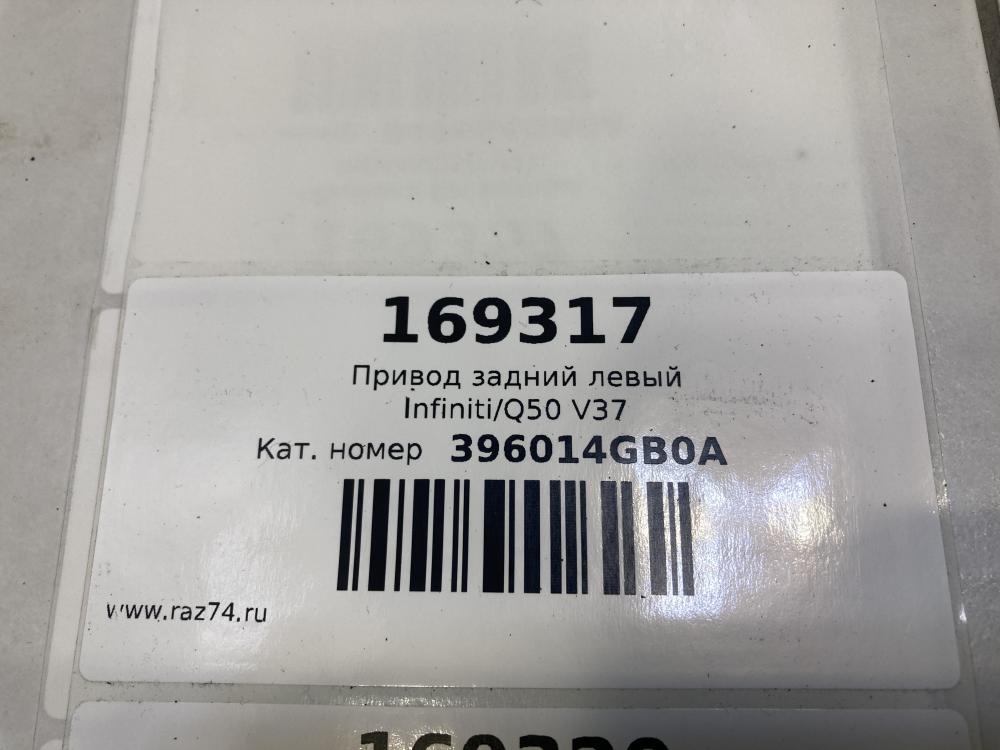 169317
Привод задний левый
Infiniti/Q50 V37
Кат. номер 396014GB0A
www.raz74.ru